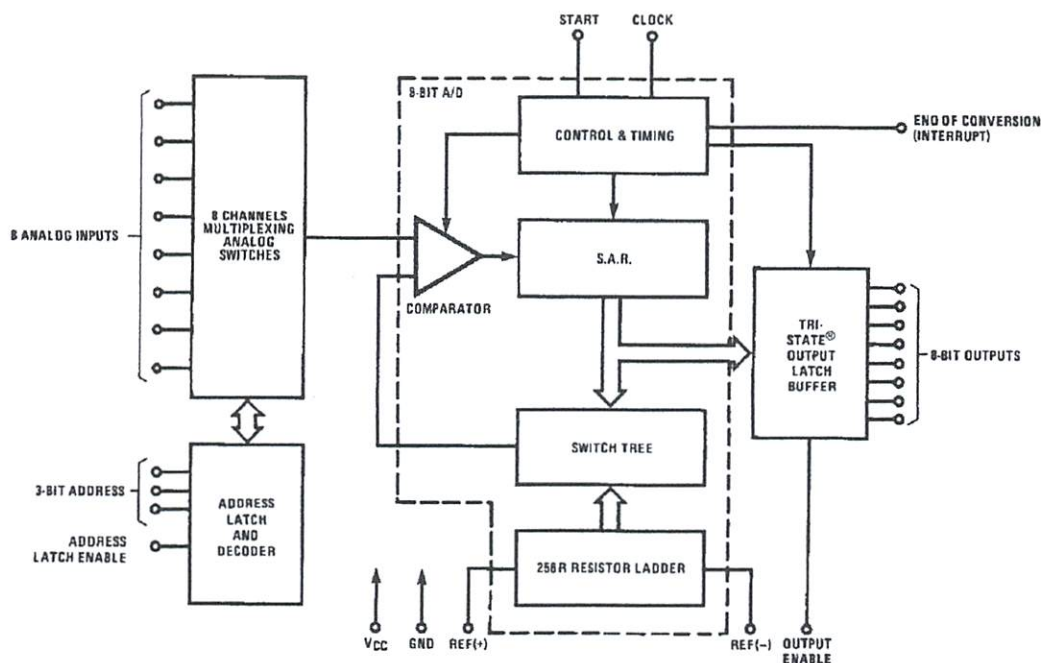 START
CLOCK
8-BIT A/D
CONTROL & TIMING
END OF CONVERSION
(INTERRUPT)
8 ANALOG INPUTS
8 CHANNELS
MULTIPLEXING
ANALOG
SWITCHES
COMPARATOR
S.A.R.
TRI-
STATE®
OUTPUT
LATCH
BUFFER
8-BIT OUTPUTS
SWITCH TREE
3-BIT ADDRESS
ADDRESS
LATCH ENABLE
ADDRESS
LATCH
AND
DECODER
256R RESISTOR LADDER
VCC
GND
REF(+)
REF(−)
OUTPUT
ENABLE